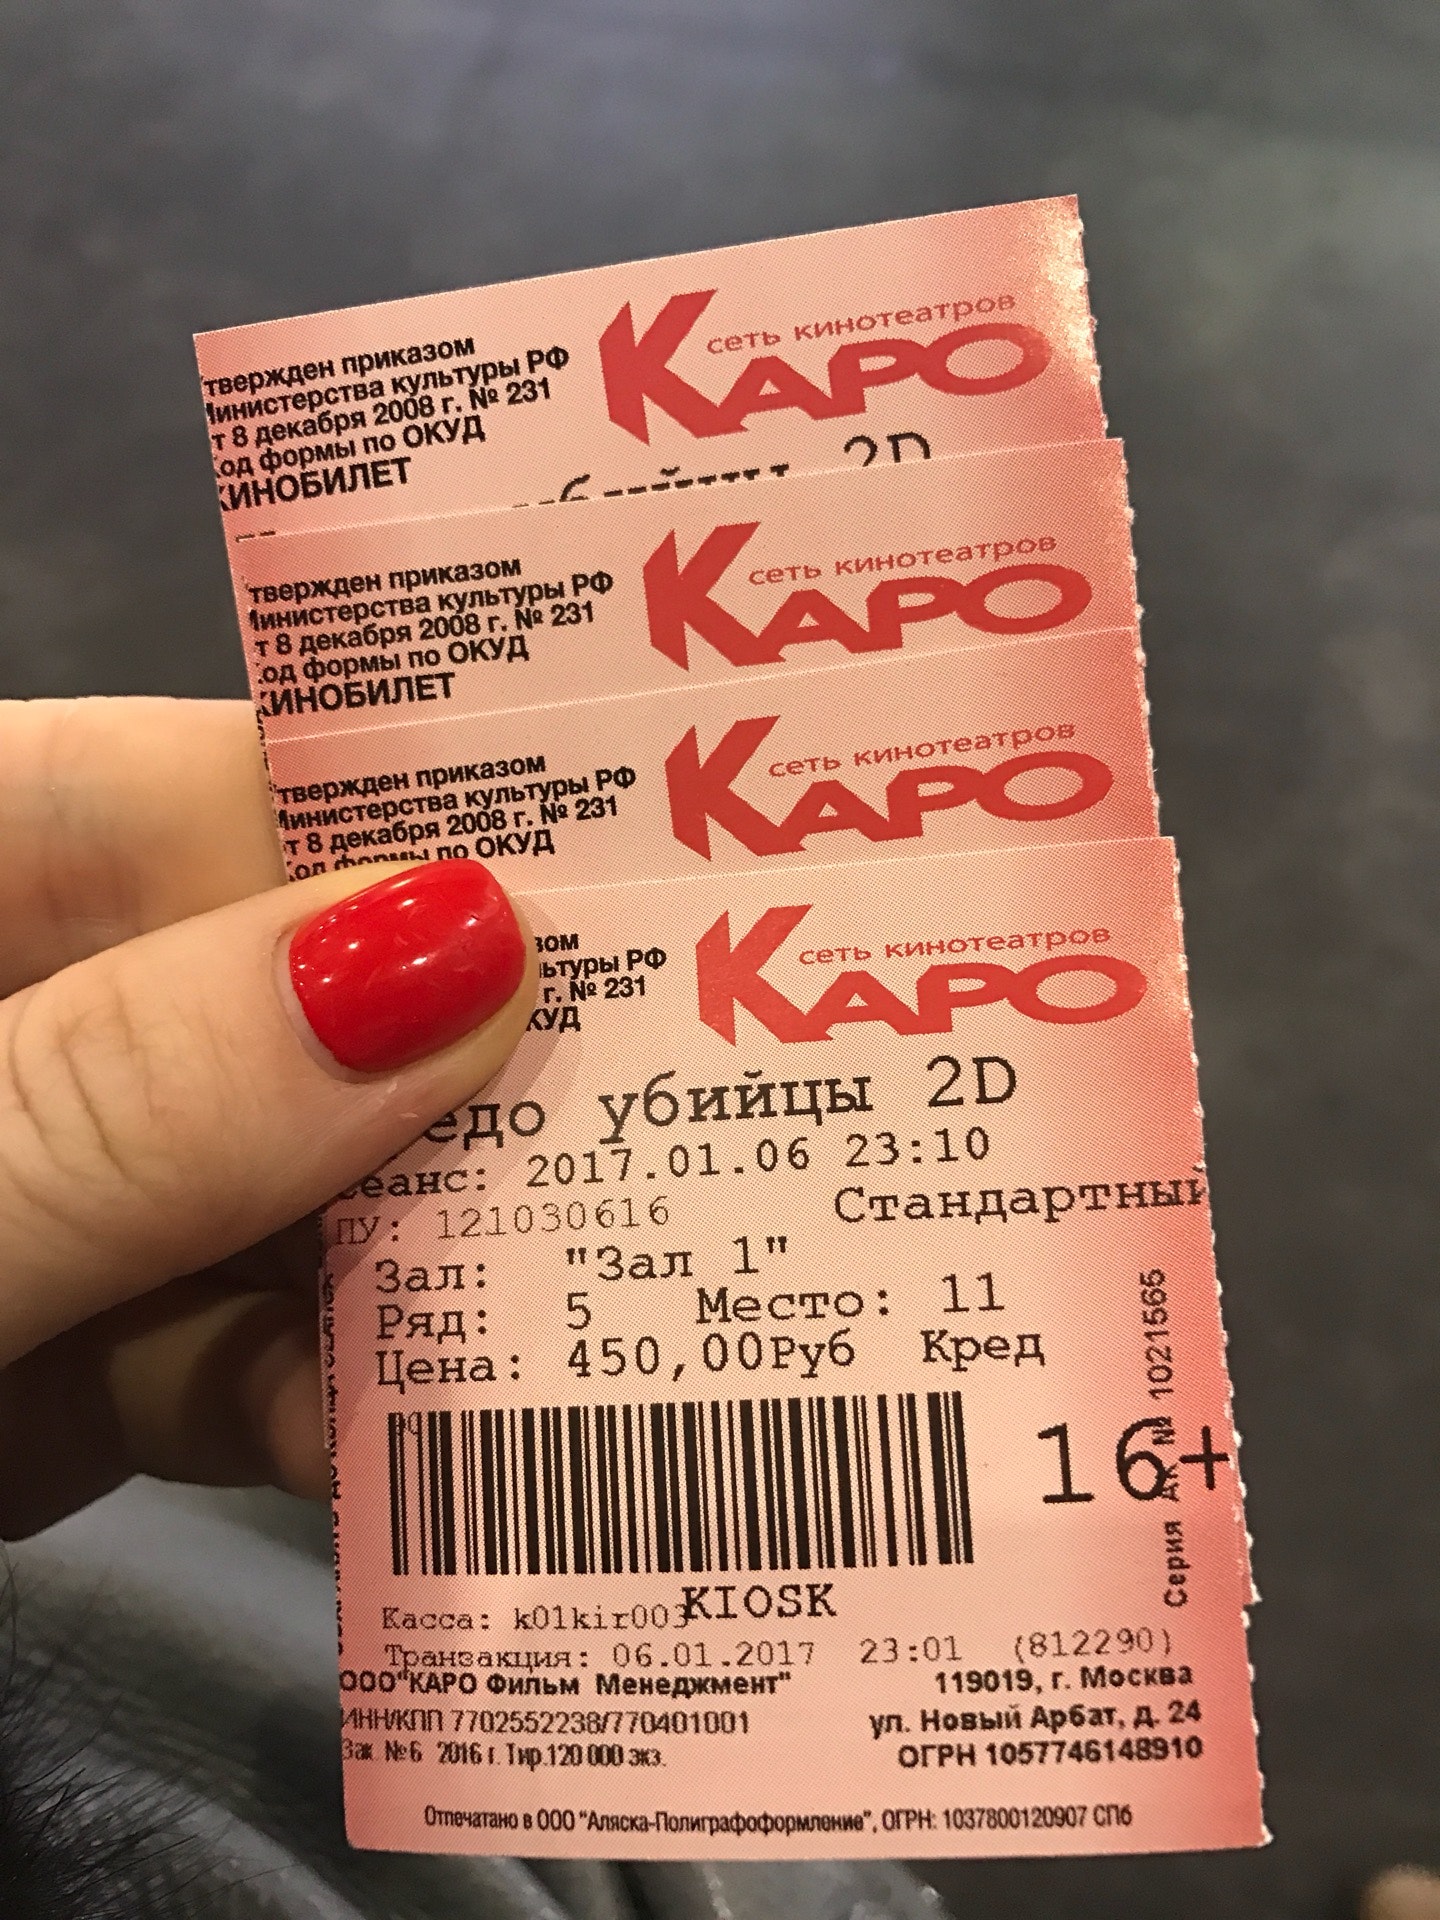 твержден приказом
Министерства культуры РФ
т 8 декабря 2008 г. № 231
од формы по ОКУД
КИНОБИЛЕТ
сеть кинотеатров
КАРО
2D
твержден приказом
Министерства культуры РФ
т 8 декабря 2008 г. № 231
од формы по ОКУД
КИНОБИЛЕТ
сеть кинотеатров
КАРО
твержден приказом
Министерства культуры РФ
т 8 декабря 2008 г. № 231
од формы по ОКУД
сеть кинотеатров
КАРО
зом
ьтуры РФ
г. № 231
КУД
сеть кинотеатров
КАРО
едо убийцы 2D
Сеанс: 2017.01.06 23:10
ПУ: 121030616 Стандартный
Зал: "Зал 1"
Ряд: 5 Место: 11
Цена: 450,00Руб Кред
16+
Серия АК № 1021565
KIOSK
Касса: k01kir003
Транзакция: 06.01.2017 23:01 (812290)
ООО"КАРО Фильм Менеджмент" 119019, г. Москва
ИНН/КПП 7702552238/770401001 ул. Новый Арбат, д. 24
Зак. №6 2016 г. Тир.120 000 экз. ОГРН 1057746148910
Отпечатано в ООО "Аляска-Полиграфоформление", ОГРН: 1037800120907 СПб